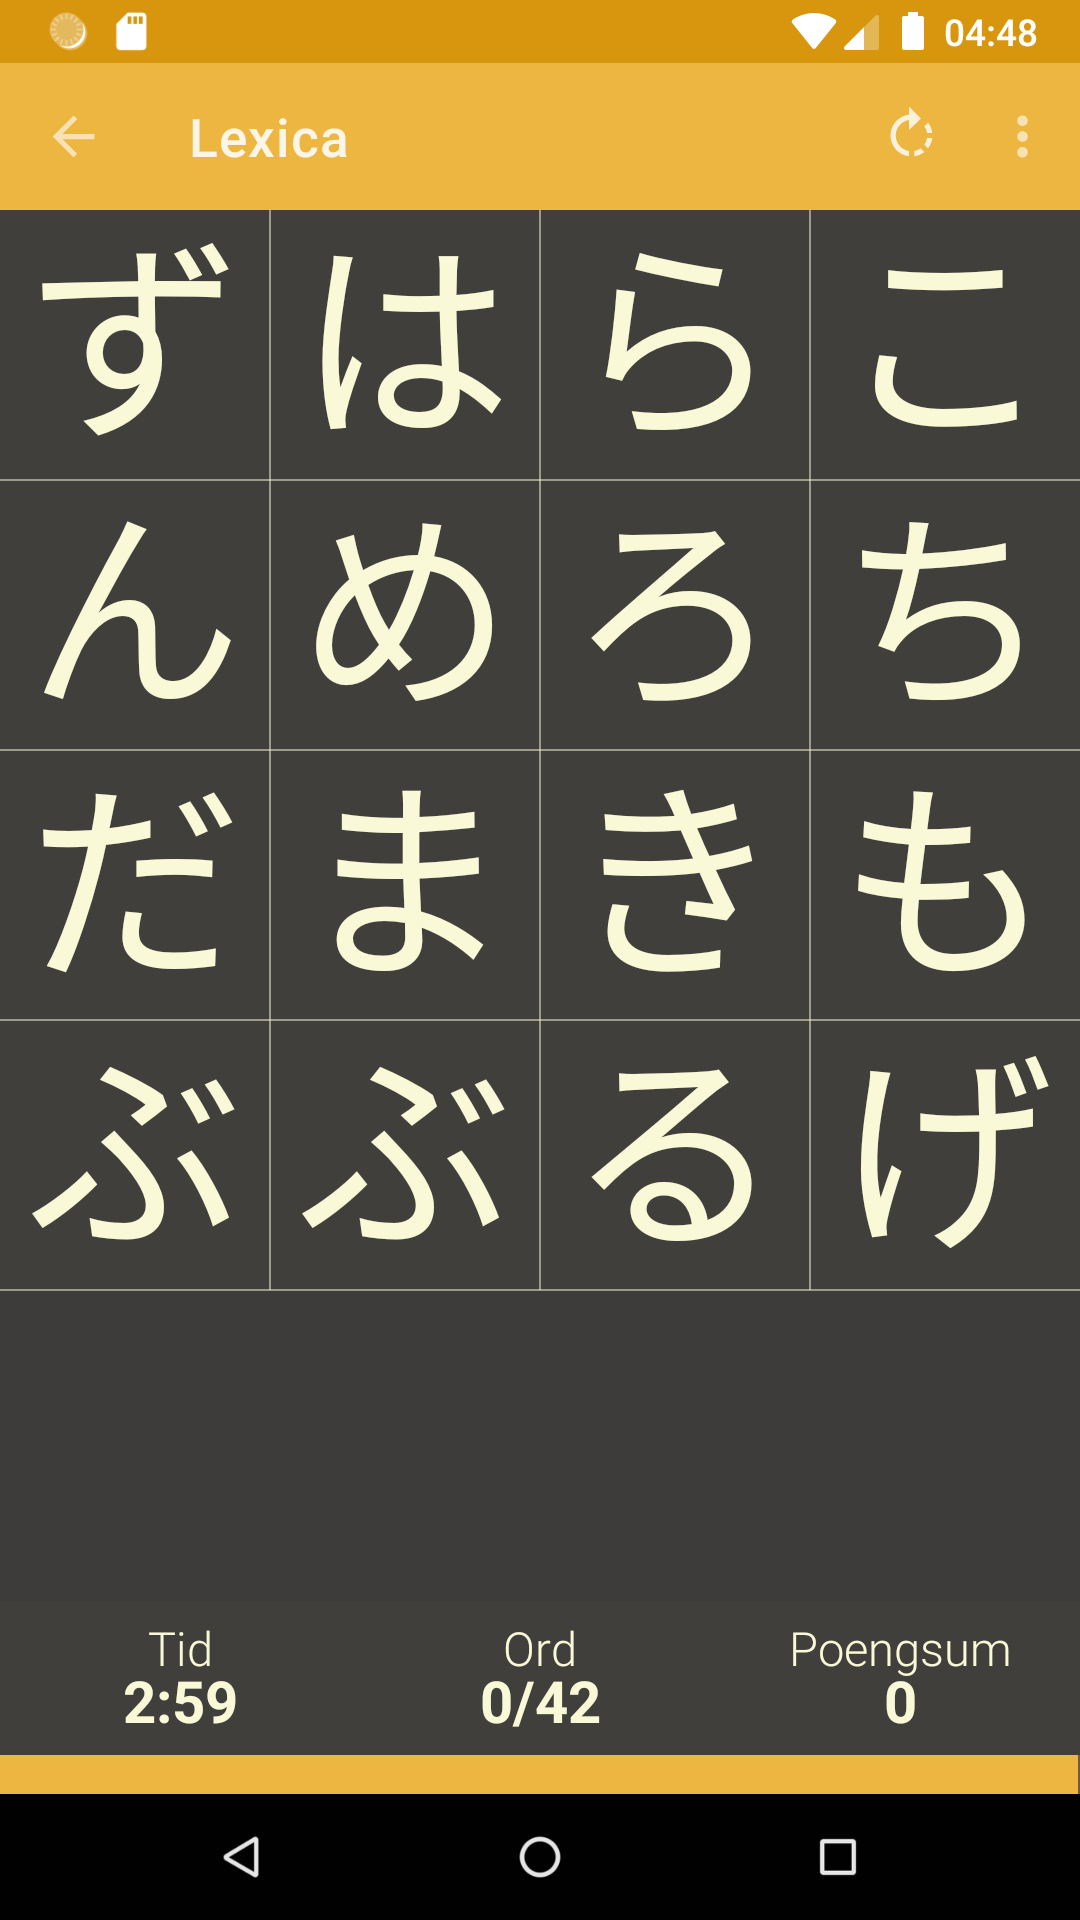 04:48
Lexica
ず は ら こ
ん め ろ ち
だ ま き も
ぶ ぶ る げ
Tid Ord Poengsum
2:59 0/42 0